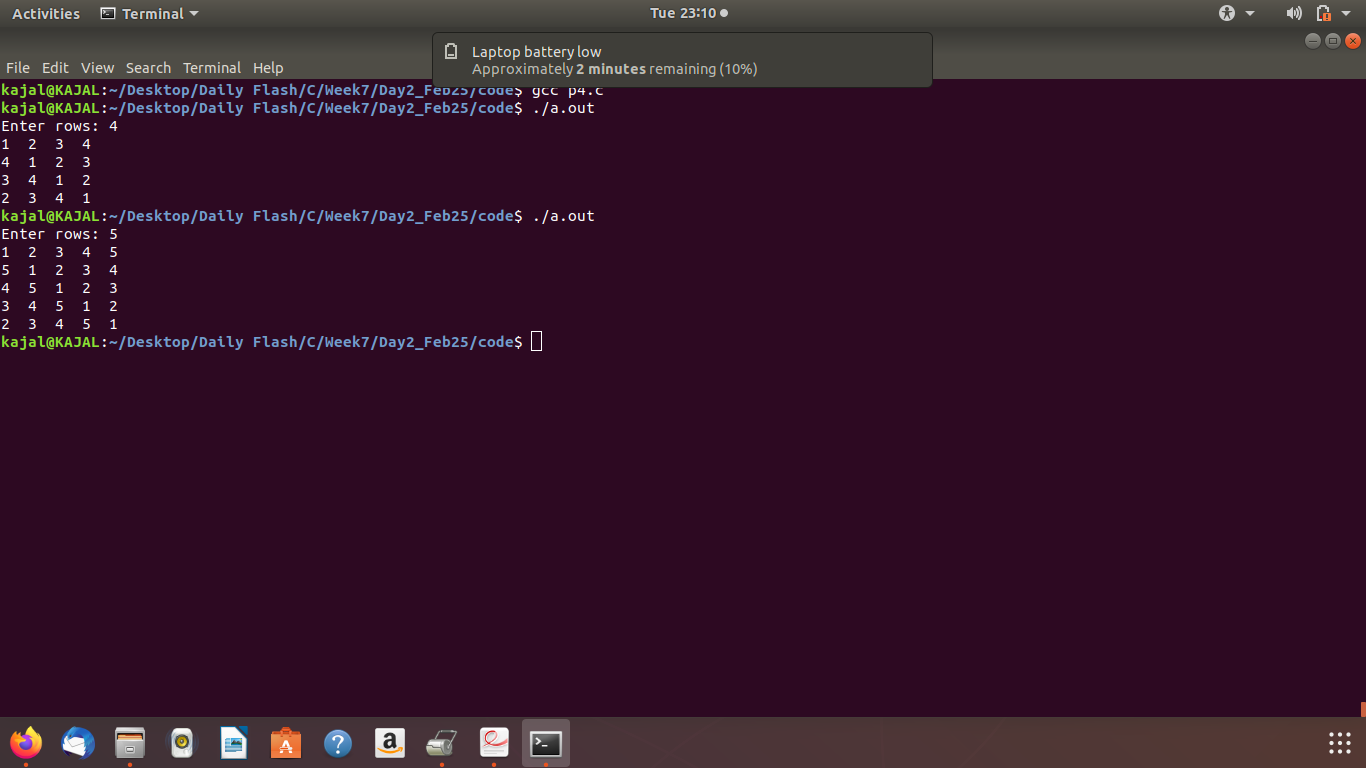 Activities Terminal Tue 23:10
Laptop battery low
Approximately 2 minutes remaining (10%)
File Edit View Search Terminal Help
kajal@KAJAL:~/Desktop/Daily Flash/C/Week7/Day2_Feb25/code$ gcc p4.c
kajal@KAJAL:~/Desktop/Daily Flash/C/Week7/Day2_Feb25/code$ ./a.out
Enter rows: 4
1 2 3 4
4 1 2 3
3 4 1 2
2 3 4 1
kajal@KAJAL:~/Desktop/Daily Flash/C/Week7/Day2_Feb25/code$ ./a.out
Enter rows: 5
1 2 3 4 5
5 1 2 3 4
4 5 1 2 3
3 4 5 1 2
2 3 4 5 1
kajal@KAJAL:~/Desktop/Daily Flash/C/Week7/Day2_Feb25/code$